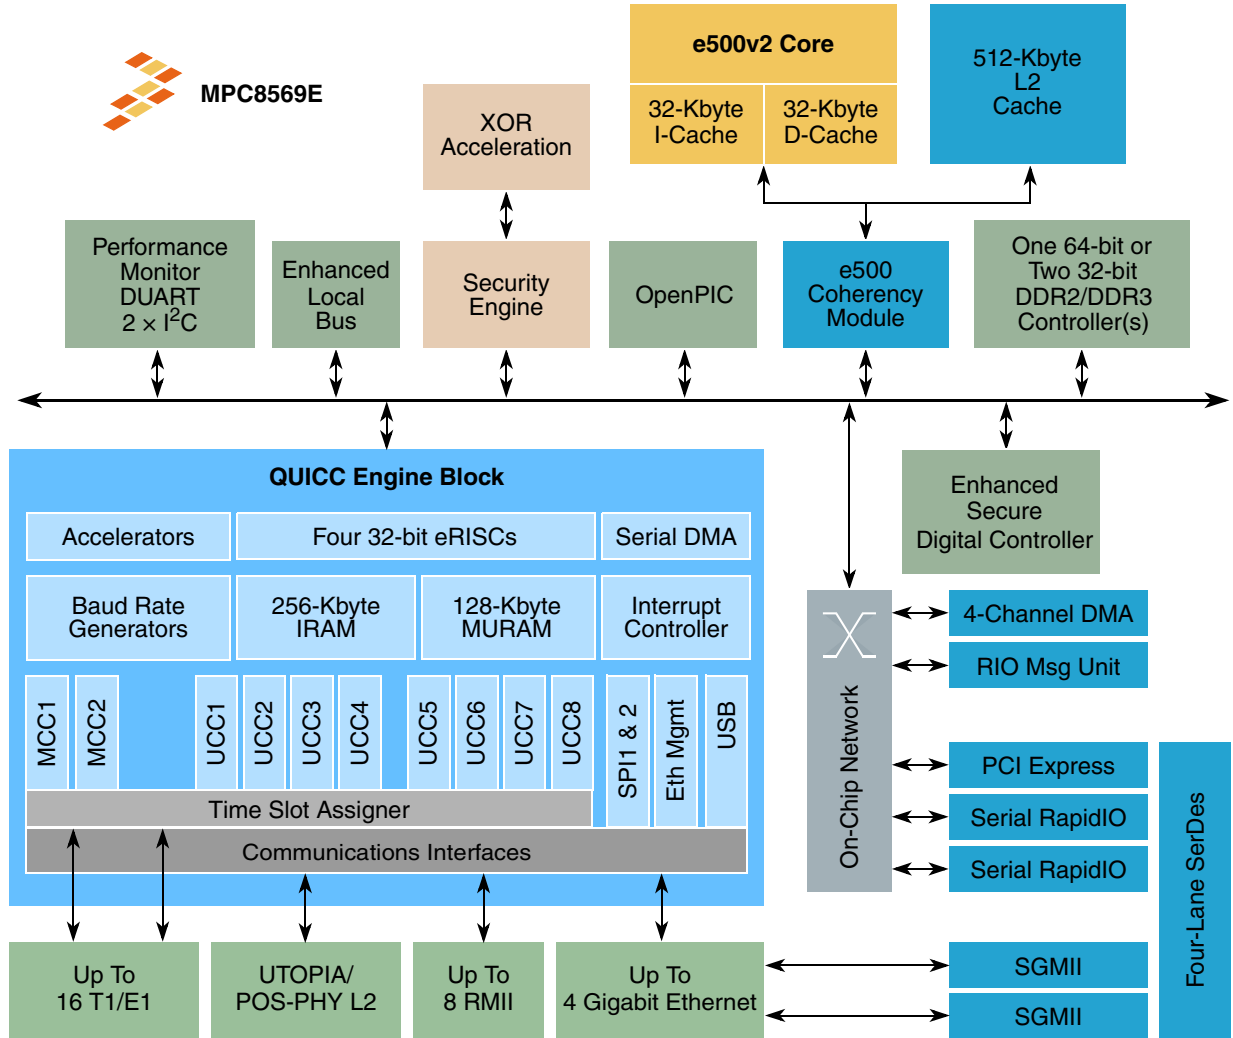 MPC8569E
XOR
Acceleration
e500v2 Core
32-Kbyte
I-Cache
32-Kbyte
D-Cache
512-Kbyte
L2
Cache
Performance
Monitor
DUART
2 × I²C
Enhanced
Local
Bus
Security
Engine
OpenPIC
e500
Coherency
Module
One 64-bit or
Two 32-bit
DDR2/DDR3
Controller(s)
QUICC Engine Block
Accelerators
Four 32-bit eRISCs
Serial DMA
Baud Rate
Generators
256-Kbyte
IRAM
128-Kbyte
MURAM
Interrupt
Controller
MCC1
MCC2
UCC1
UCC2
UCC3
UCC4
UCC5
UCC6
UCC7
UCC8
SPI1 & 2
Eth Mgmt
USB
Time Slot Assigner
Communications Interfaces
Enhanced
Secure
Digital Controller
On-Chip Network
4-Channel DMA
RIO Msg Unit
PCI Express
Serial RapidIO
Serial RapidIO
Four-Lane SerDes
Up To
16 T1/E1
UTOPIA/
POS-PHY L2
Up To
8 RMII
Up To
4 Gigabit Ethernet
SGMII
SGMII